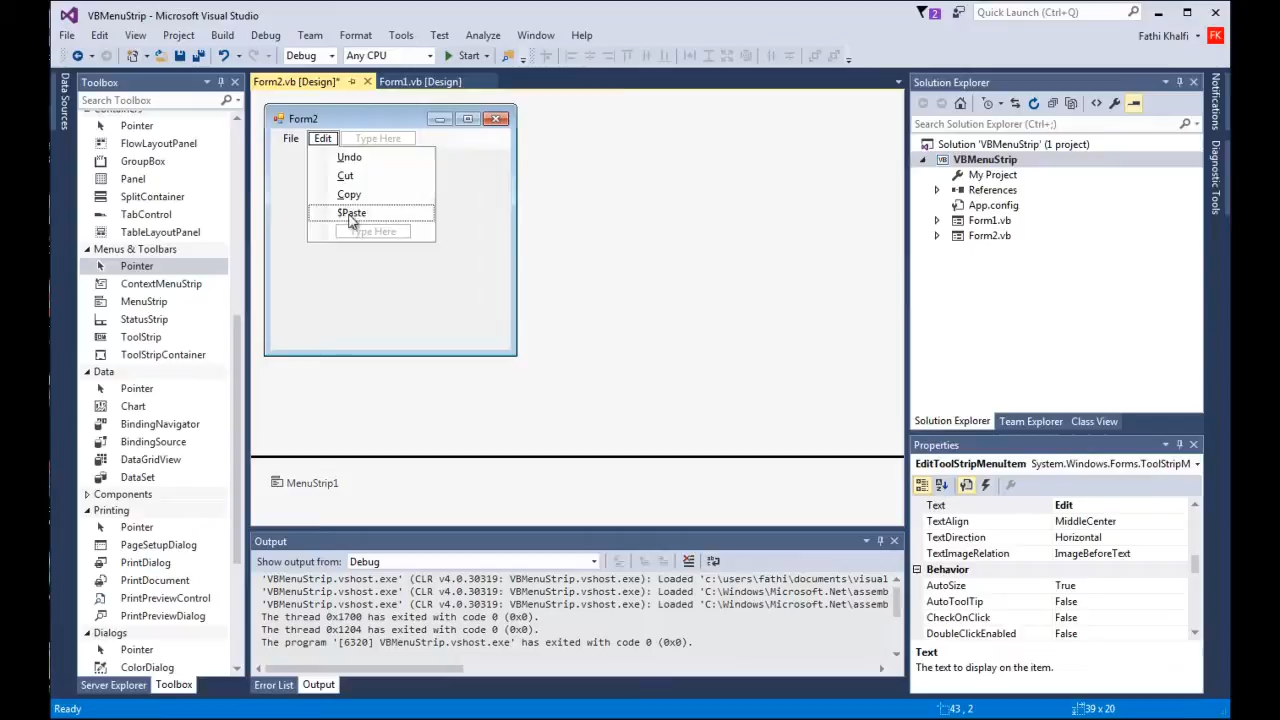 VBMenuStrip - Microsoft Visual Studio
2
Quick Launch (Ctrl+Q)
File Edit View Project Build Debug Team Format Tools Test Analyze Window Help
Fathi Khalfi
FK
Debug Any CPU Start
Data Sources
Toolbox
Search Toolbox
Containers
Pointer
FlowLayoutPanel
GroupBox
Panel
SplitContainer
TabControl
TableLayoutPanel
Menus & Toolbars
Pointer
ContextMenuStrip
MenuStrip
StatusStrip
ToolStrip
ToolStripContainer
Data
Pointer
Chart
BindingNavigator
BindingSource
DataGridView
DataSet
Components
Printing
Pointer
PageSetupDialog
PrintDialog
PrintDocument
PrintPreviewControl
PrintPreviewDialog
Dialogs
Pointer
ColorDialog
Server Explorer Toolbox
Form2.vb [Design]* Form1.vb [Design]
Form2
File Edit Type Here
Undo
Cut
Copy
$Paste
Type Here
MenuStrip1
Output
Show output from: Debug
'VBMenuStrip.vshost.exe' (CLR v4.0.30319: VBMenuStrip.vshost.exe): Loaded 'c:\users\fathi\documents\visual
'VBMenuStrip.vshost.exe' (CLR v4.0.30319: VBMenuStrip.vshost.exe): Loaded 'C:\Windows\Microsoft.Net\assemb
'VBMenuStrip.vshost.exe' (CLR v4.0.30319: VBMenuStrip.vshost.exe): Loaded 'C:\Windows\Microsoft.Net\assemb
The thread 0x1700 has exited with code 0 (0x0).
The thread 0x1204 has exited with code 0 (0x0).
The program '[6320] VBMenuStrip.vshost.exe' has exited with code 0 (0x0).
Error List Output
Solution Explorer
Search Solution Explorer (Ctrl+;)
Solution 'VBMenuStrip' (1 project)
VB VBMenuStrip
My Project
References
App.config
Form1.vb
Form2.vb
Solution Explorer Team Explorer Class View
Properties
EditToolStripMenuItem System.Windows.Forms.ToolStripM
Text Edit
TextAlign MiddleCenter
TextDirection Horizontal
TextImageRelation ImageBeforeText
Behavior
AutoSize True
AutoToolTip False
CheckOnClick False
DoubleClickEnabled False
Text
The text to display on the item.
Notifications
Diagnostic Tools
Ready
43 , 2
39 x 20